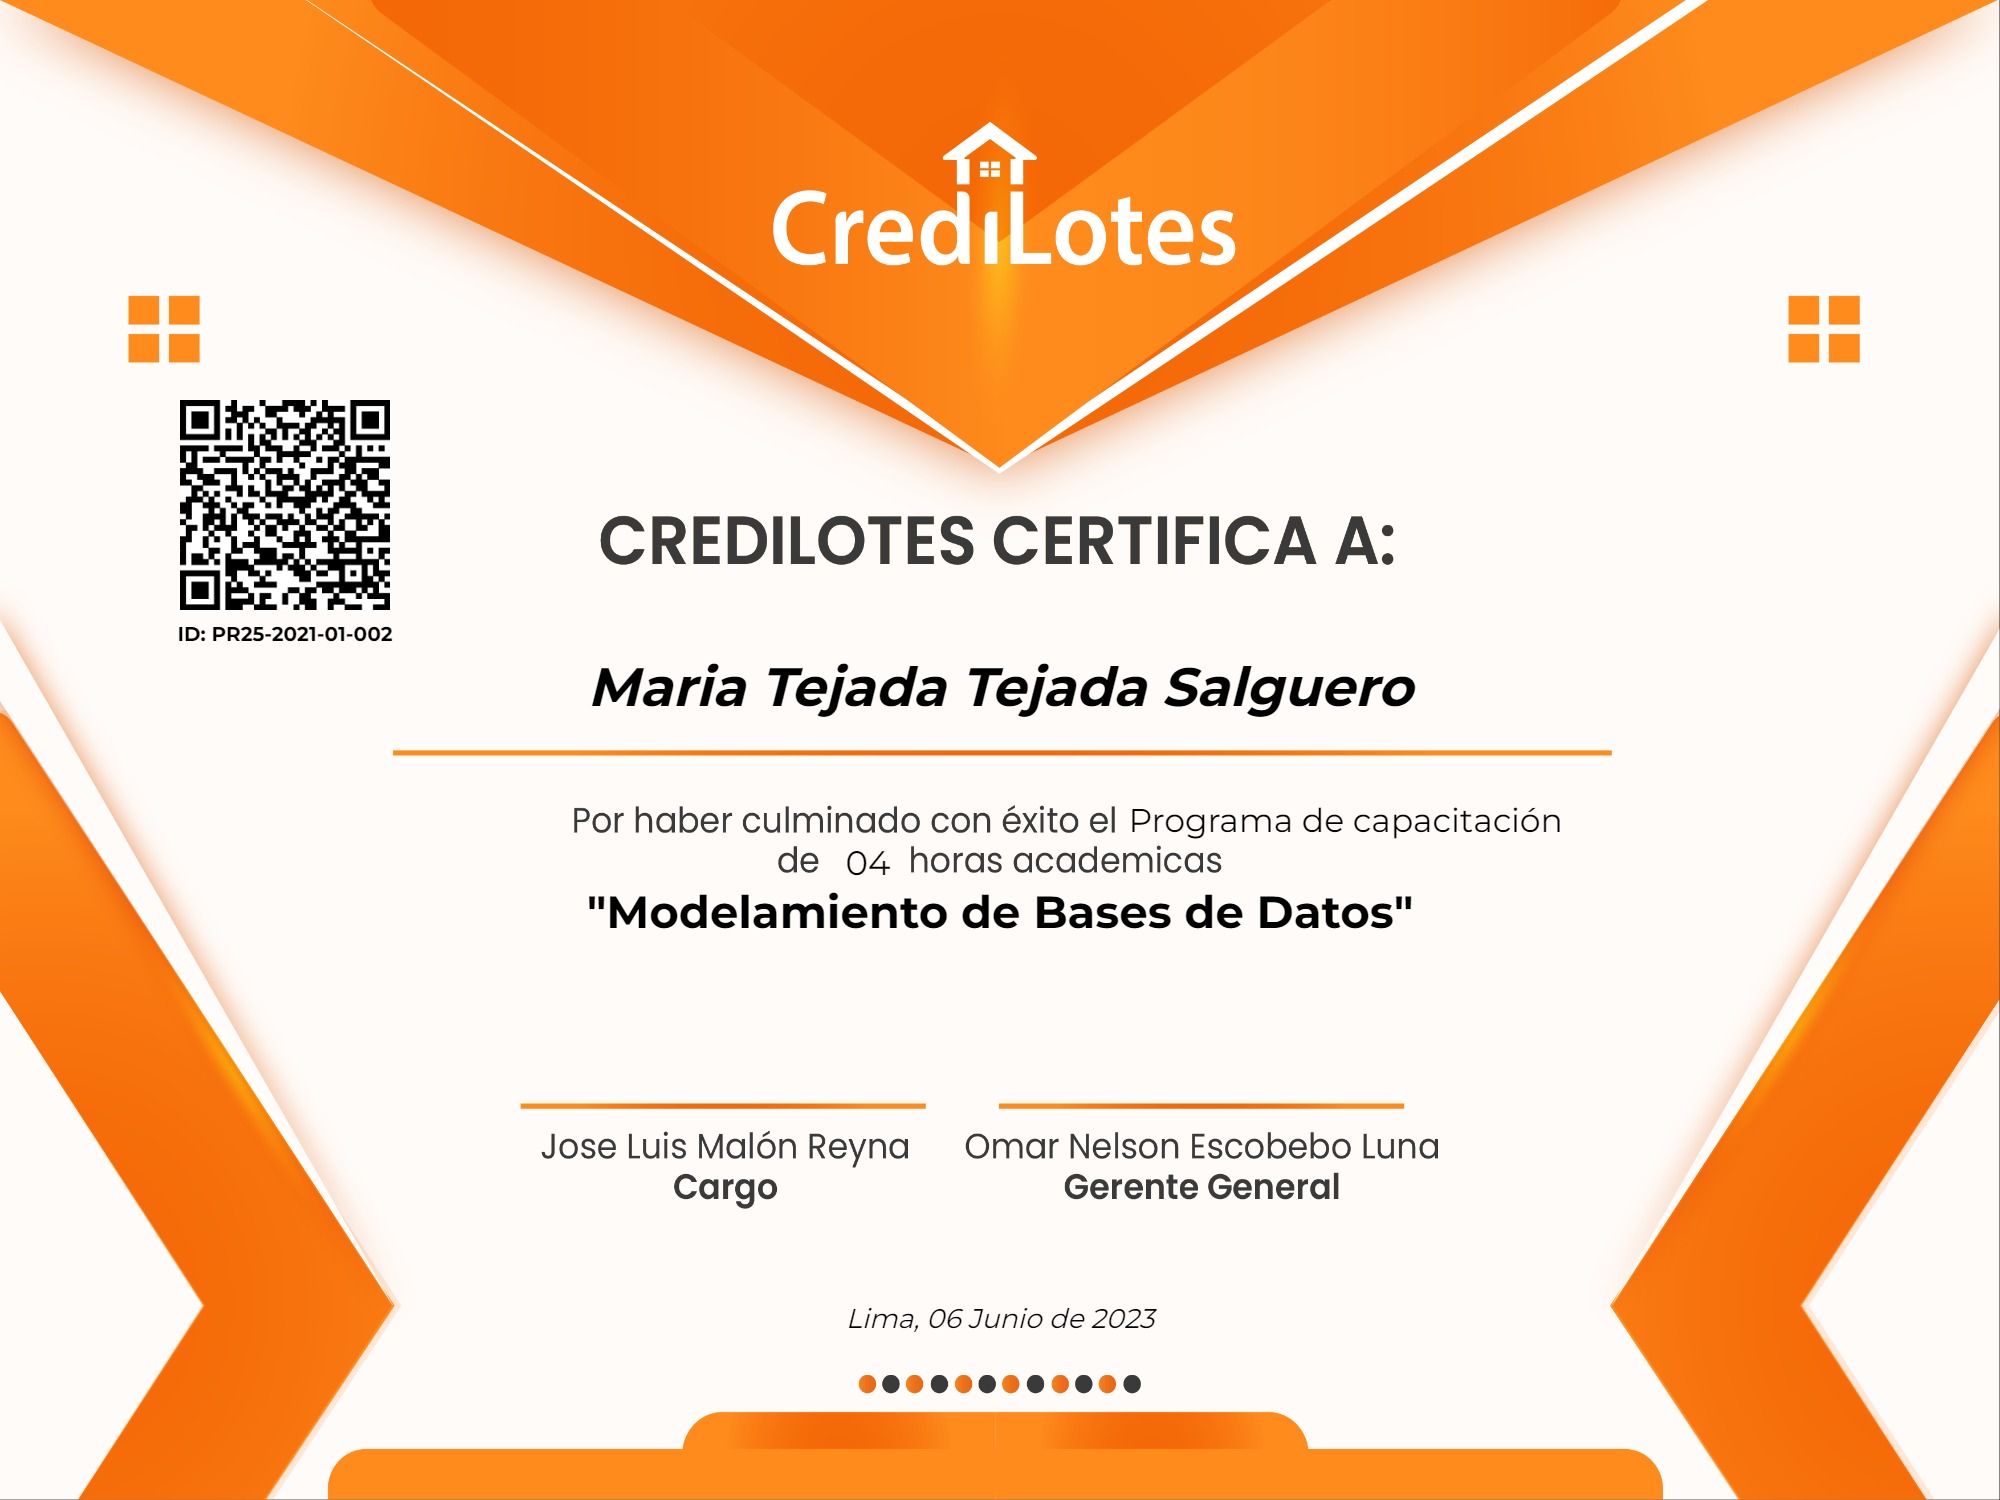 CrediLotes
ID: PR25-2021-01-002
CREDILOTES CERTIFICA A:
Maria Tejada Tejada Salguero
Por haber culminado con éxito el Programa de capacitación
de 04 horas academicas
"Modelamiento de Bases de Datos"
Jose Luis Malón Reyna
Cargo
Omar Nelson Escobebo Luna
Gerente General
Lima, 06 Junio de 2023